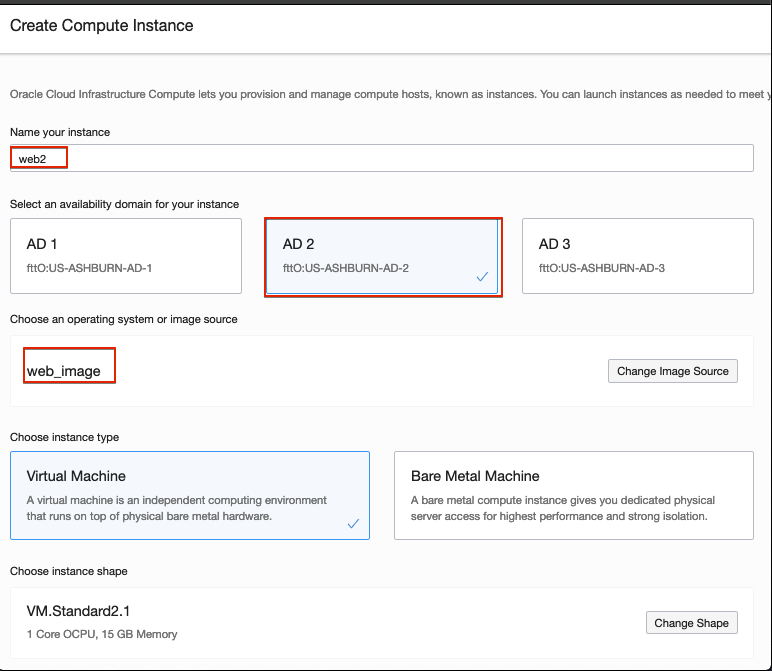 Create Compute Instance
Oracle Cloud Infrastructure Compute lets you provision and manage compute hosts, known as instances. You can launch instances as needed to meet
Name your instance
web2
Select an availability domain for your instance
AD 1
fttO:US-ASHBURN-AD-1
AD 2
fttO:US-ASHBURN-AD-2
AD 3
fttO:US-ASHBURN-AD-3
Choose an operating system or image source
web_image
Change Image Source
Choose instance type
Virtual Machine
A virtual machine is an independent computing environment
that runs on top of physical bare metal hardware.
Bare Metal Machine
A bare metal compute instance gives you dedicated physical
server access for highest performance and strong isolation.
Choose instance shape
VM.Standard2.1
1 Core OCPU, 15 GB Memory
Change Shape